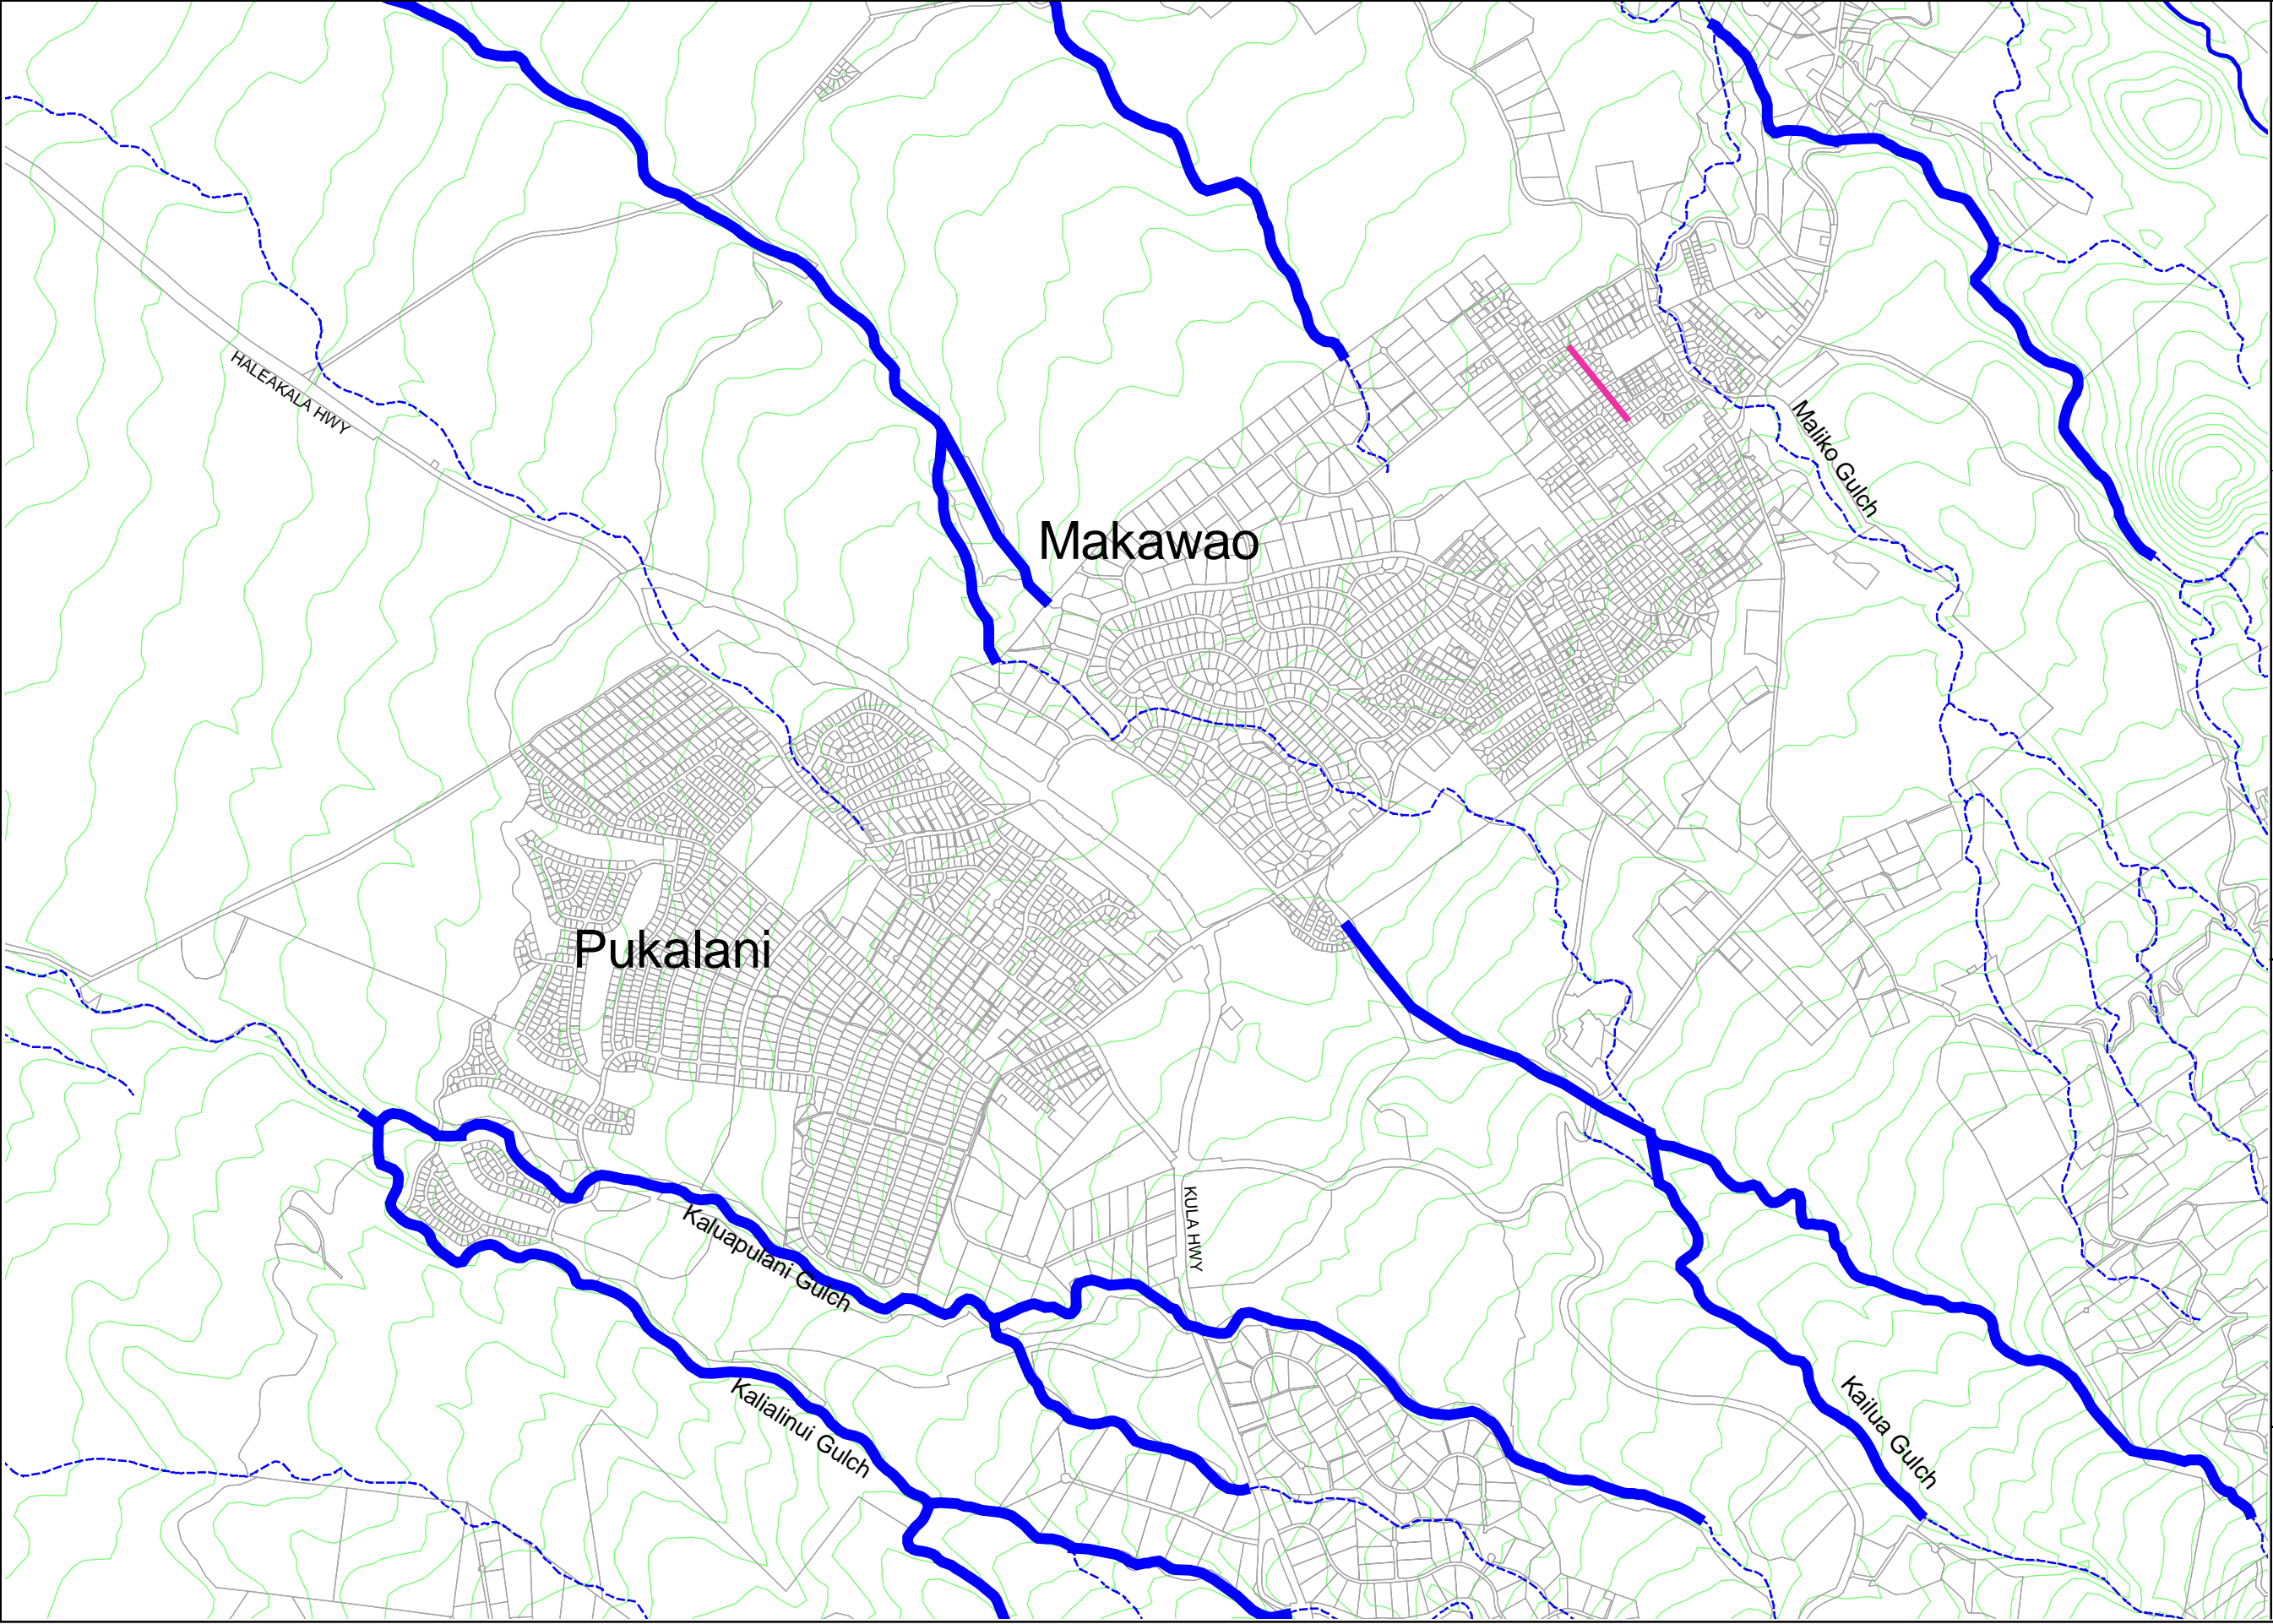 HALEAKALA HWY
Maliko Gulch
Makawao
Pukalani
KULA HWY
Kaluapulani Gulch
Kalialinui Gulch
Kailua Gulch